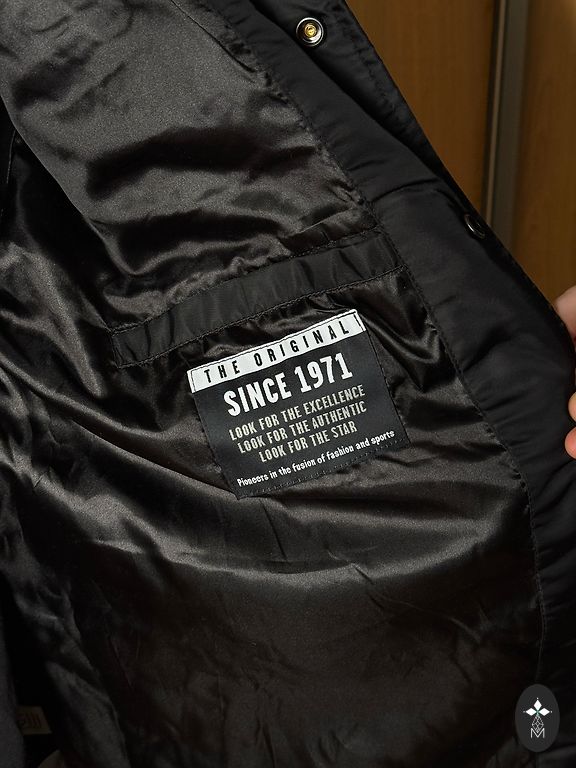 THE ORIGINAL
SINCE 1971
LOOK FOR THE EXCELLENCE
LOOK FOR THE AUTHENTIC
LOOK FOR THE STAR
Pioneers in the fusion of fashion and sports